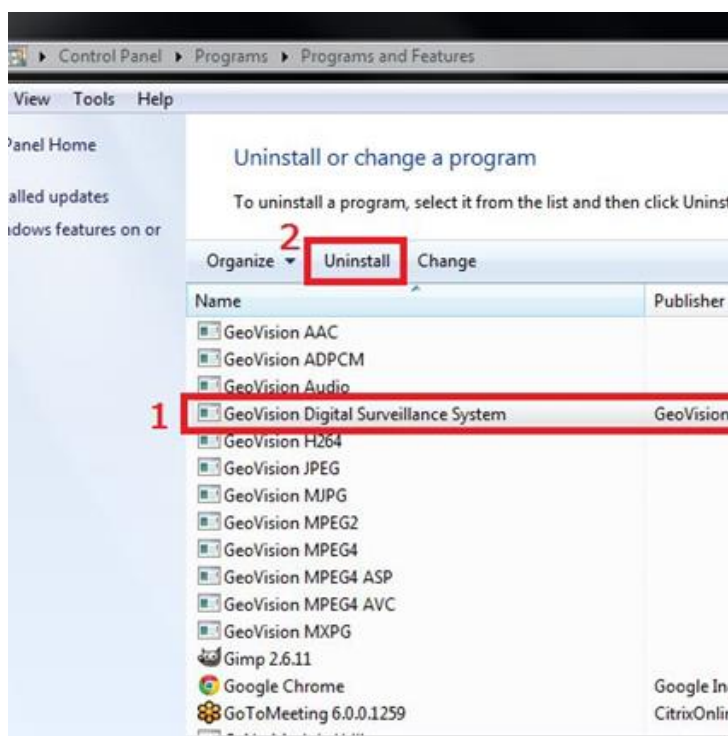 Control Panel ▸ Programs ▸ Programs and Features
View Tools Help
Panel Home
Uninstall or change a program
alled updates
To uninstall a program, select it from the list and then click Uninst
ndows features on or
2
Organize Uninstall Change
Name Publisher
GeoVision AAC
GeoVision ADPCM
GeoVision Audio
1 GeoVision Digital Surveillance System GeoVision
GeoVision H264
GeoVision JPEG
GeoVision MJPG
GeoVision MPEG2
GeoVision MPEG4
GeoVision MPEG4 ASP
GeoVision MPEG4 AVC
GeoVision MXPG
Gimp 2.6.11
Google Chrome Google In
GoToMeeting 6.0.0.1259 CitrixOnli